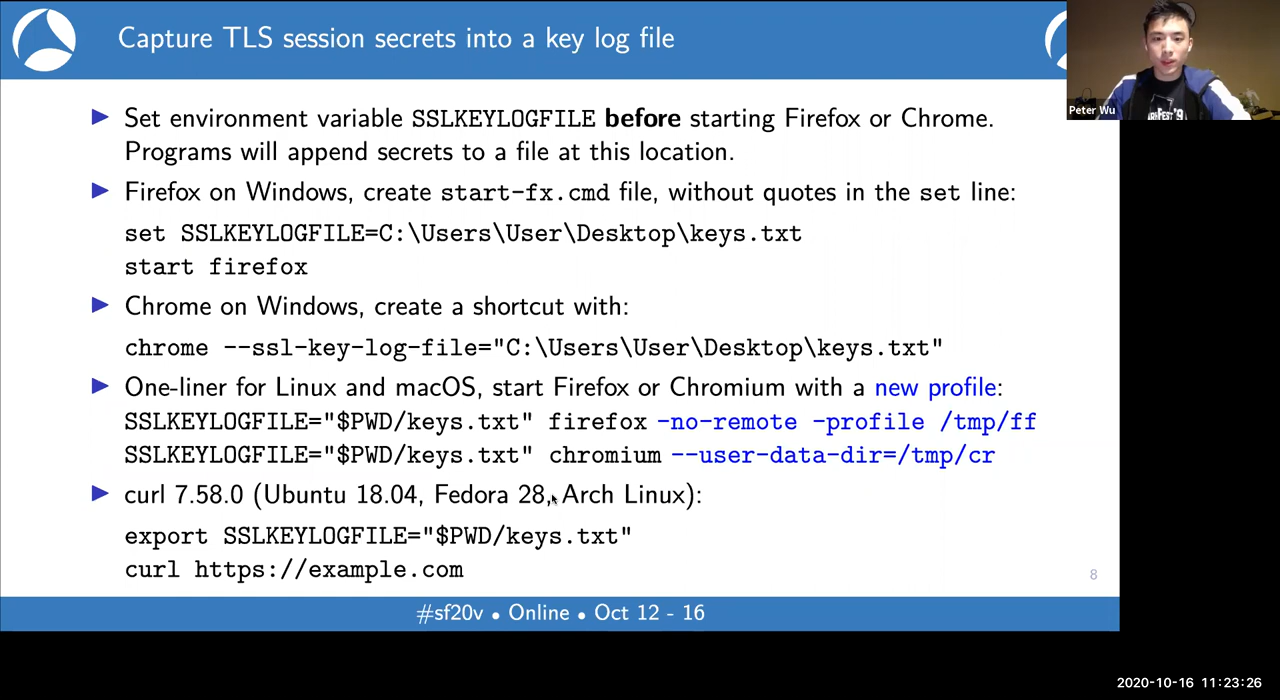 Capture TLS session secrets into a key log file
Peter Wu
Set environment variable SSLKEYLOGFILE before starting Firefox or Chrome.
Programs will append secrets to a file at this location.
Firefox on Windows, create start-fx.cmd file, without quotes in the set line:
set SSLKEYLOGFILE=C:\Users\User\Desktop\keys.txt
start firefox
Chrome on Windows, create a shortcut with:
chrome --ssl-key-log-file="C:\Users\User\Desktop\keys.txt"
One-liner for Linux and macOS, start Firefox or Chromium with a new profile:
SSLKEYLOGFILE="$PWD/keys.txt" firefox -no-remote -profile /tmp/ff
SSLKEYLOGFILE="$PWD/keys.txt" chromium --user-data-dir=/tmp/cr
curl 7.58.0 (Ubuntu 18.04, Fedora 28, Arch Linux):
export SSLKEYLOGFILE="$PWD/keys.txt"
curl https://example.com
8
#sf20v • Online • Oct 12 - 16
2020-10-16 11:23:26